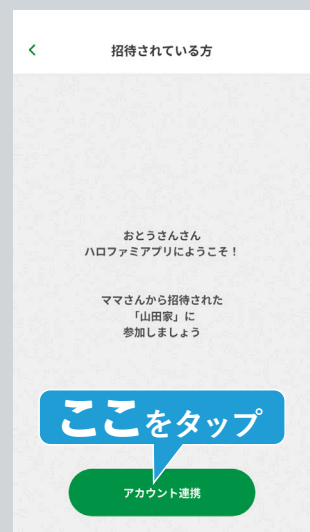 招待されている方
おとうさんさん
ハロファミアプリにようこそ！
ママさんから招待された
「山田家」に
参加しましょう
ここをタップ
アカウント連携